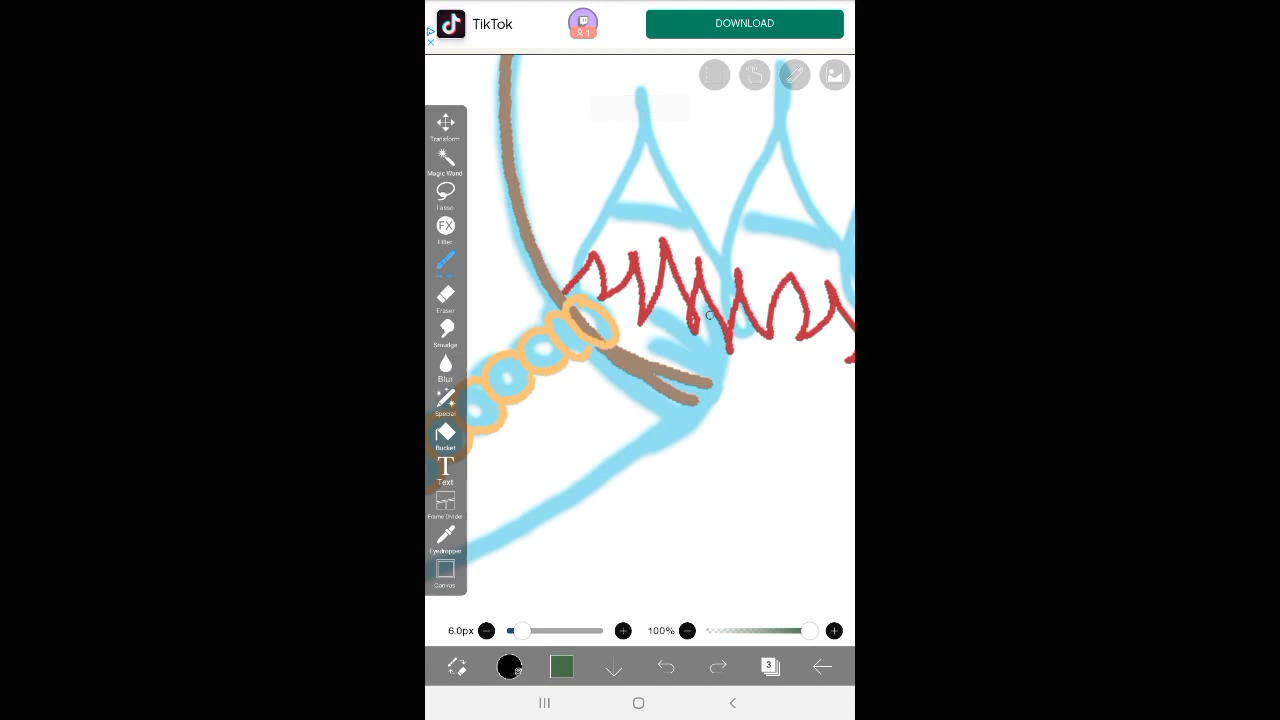 TikTok
1
DOWNLOAD
Transform
Magic Wand
Lasso
FX
Filter
Eraser
Smudge
Blur
Special
Bucket
T
Text
Frame Divider
Eyedropper
Canvas
6.0px
100%
3